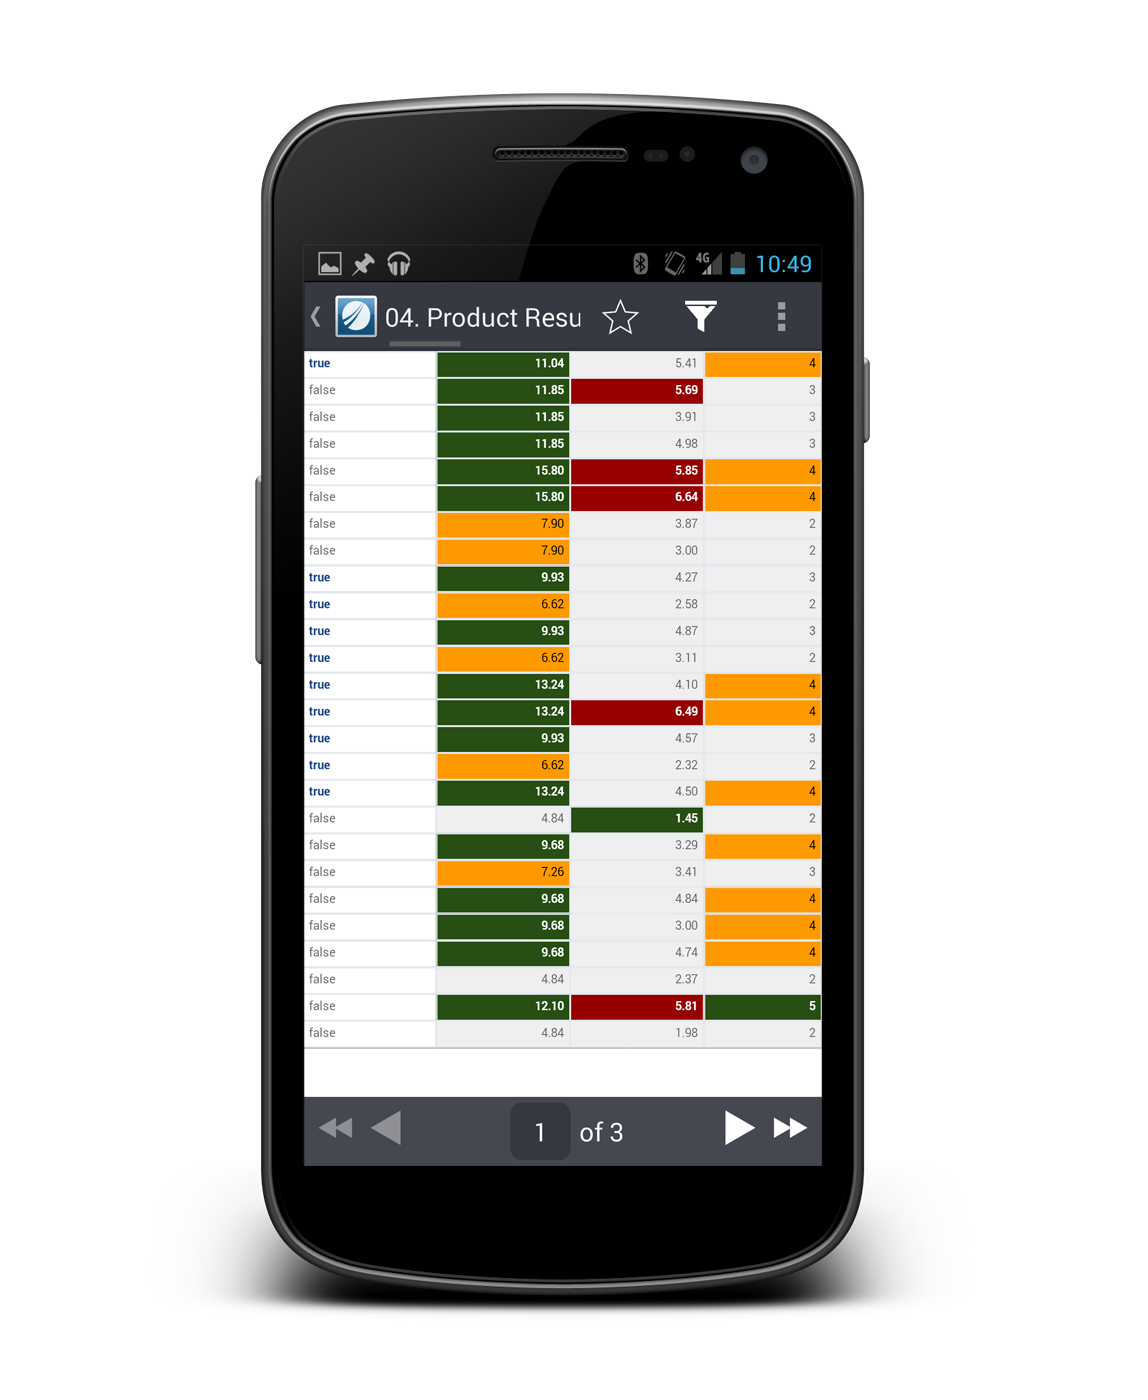 4G 10:49
04. Product Resu
true 11.04 5.41 4
false 11.85 5.69 3
false 11.85 3.91 3
false 11.85 4.98 3
false 15.80 5.85 4
false 15.80 6.64 4
false 7.90 3.87 2
false 7.90 3.00 2
true 9.93 4.27 3
true 6.62 2.58 2
true 9.93 4.87 3
true 6.62 3.11 2
true 13.24 4.10 4
true 13.24 6.49 4
true 9.93 4.57 3
true 6.62 2.32 2
true 13.24 4.50 4
false 4.84 1.45 2
false 9.68 3.29 4
false 7.26 3.41 3
false 9.68 4.84 4
false 9.68 3.00 4
false 9.68 4.74 4
false 4.84 2.37 2
false 12.10 5.81 5
false 4.84 1.98 2
1 of 3